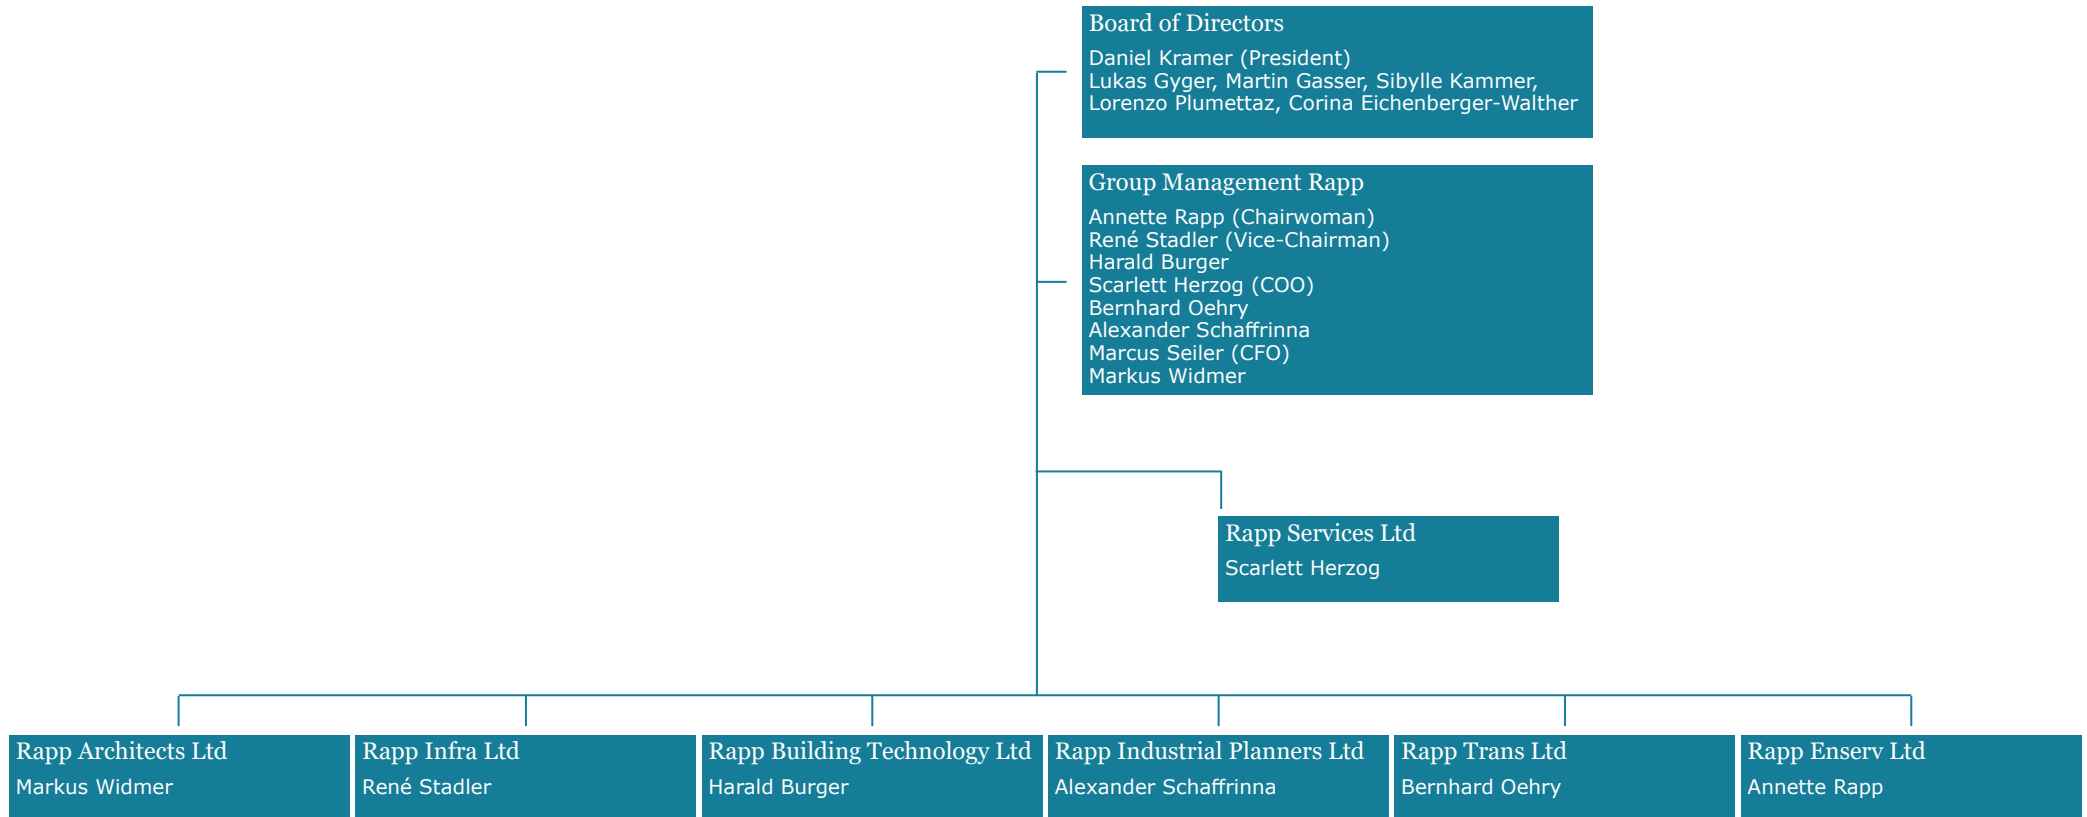 Board of Directors
Daniel Kramer (President)
Lukas Gyger, Martin Gasser, Sibylle Kammer,
Lorenzo Plumettaz, Corina Eichenberger-Walther
Group Management Rapp
Annette Rapp (Chairwoman)
René Stadler (Vice-Chairman)
Harald Burger
Scarlett Herzog (COO)
Bernhard Oehry
Alexander Schaffrinna
Marcus Seiler (CFO)
Markus Widmer
Rapp Services Ltd
Scarlett Herzog
Rapp Architects Ltd
Markus Widmer
Rapp Infra Ltd
René Stadler
Rapp Building Technology Ltd
Harald Burger
Rapp Industrial Planners Ltd
Alexander Schaffrinna
Rapp Trans Ltd
Bernhard Oehry
Rapp Enserv Ltd
Annette Rapp